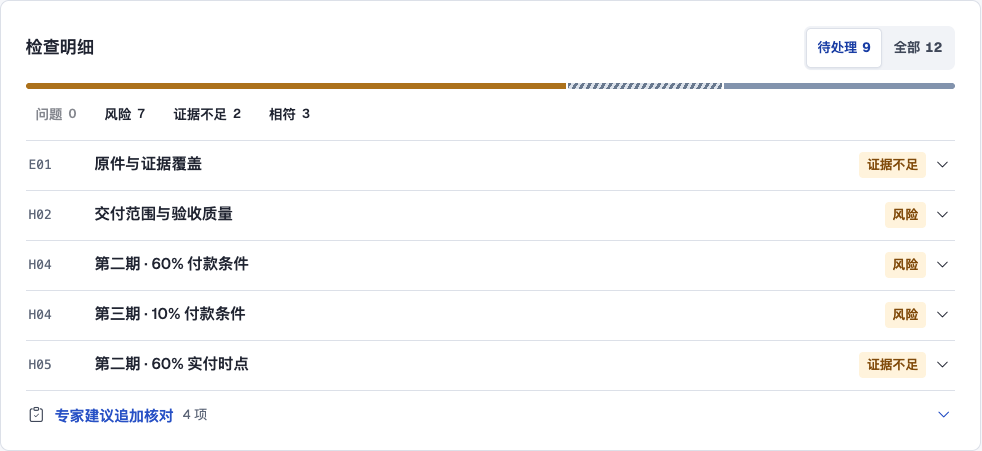 检查明细
待处理 9 全部 12
问题 0 风险 7 证据不足 2 相符 3
E01 原件与证据覆盖 证据不足
H02 交付范围与验收质量 风险
H04 第二期 · 60% 付款条件 风险
H04 第三期 · 10% 付款条件 风险
H05 第二期 · 60% 实付时点 证据不足
专家建议追加核对 4 项